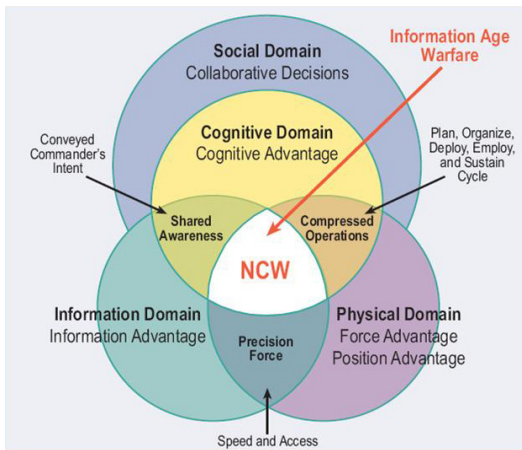 Social Domain
Collaborative Decisions
Information Age
Warfare
Cognitive Domain
Cognitive Advantage
Conveyed
Commander's
Intent
Plan, Organize,
Deploy, Employ,
and Sustain
Cycle
Shared
Awareness
Compressed
Operations
NCW
Information Domain
Information Advantage
Physical Domain
Force Advantage
Position Advantage
Precision
Force
Speed and Access